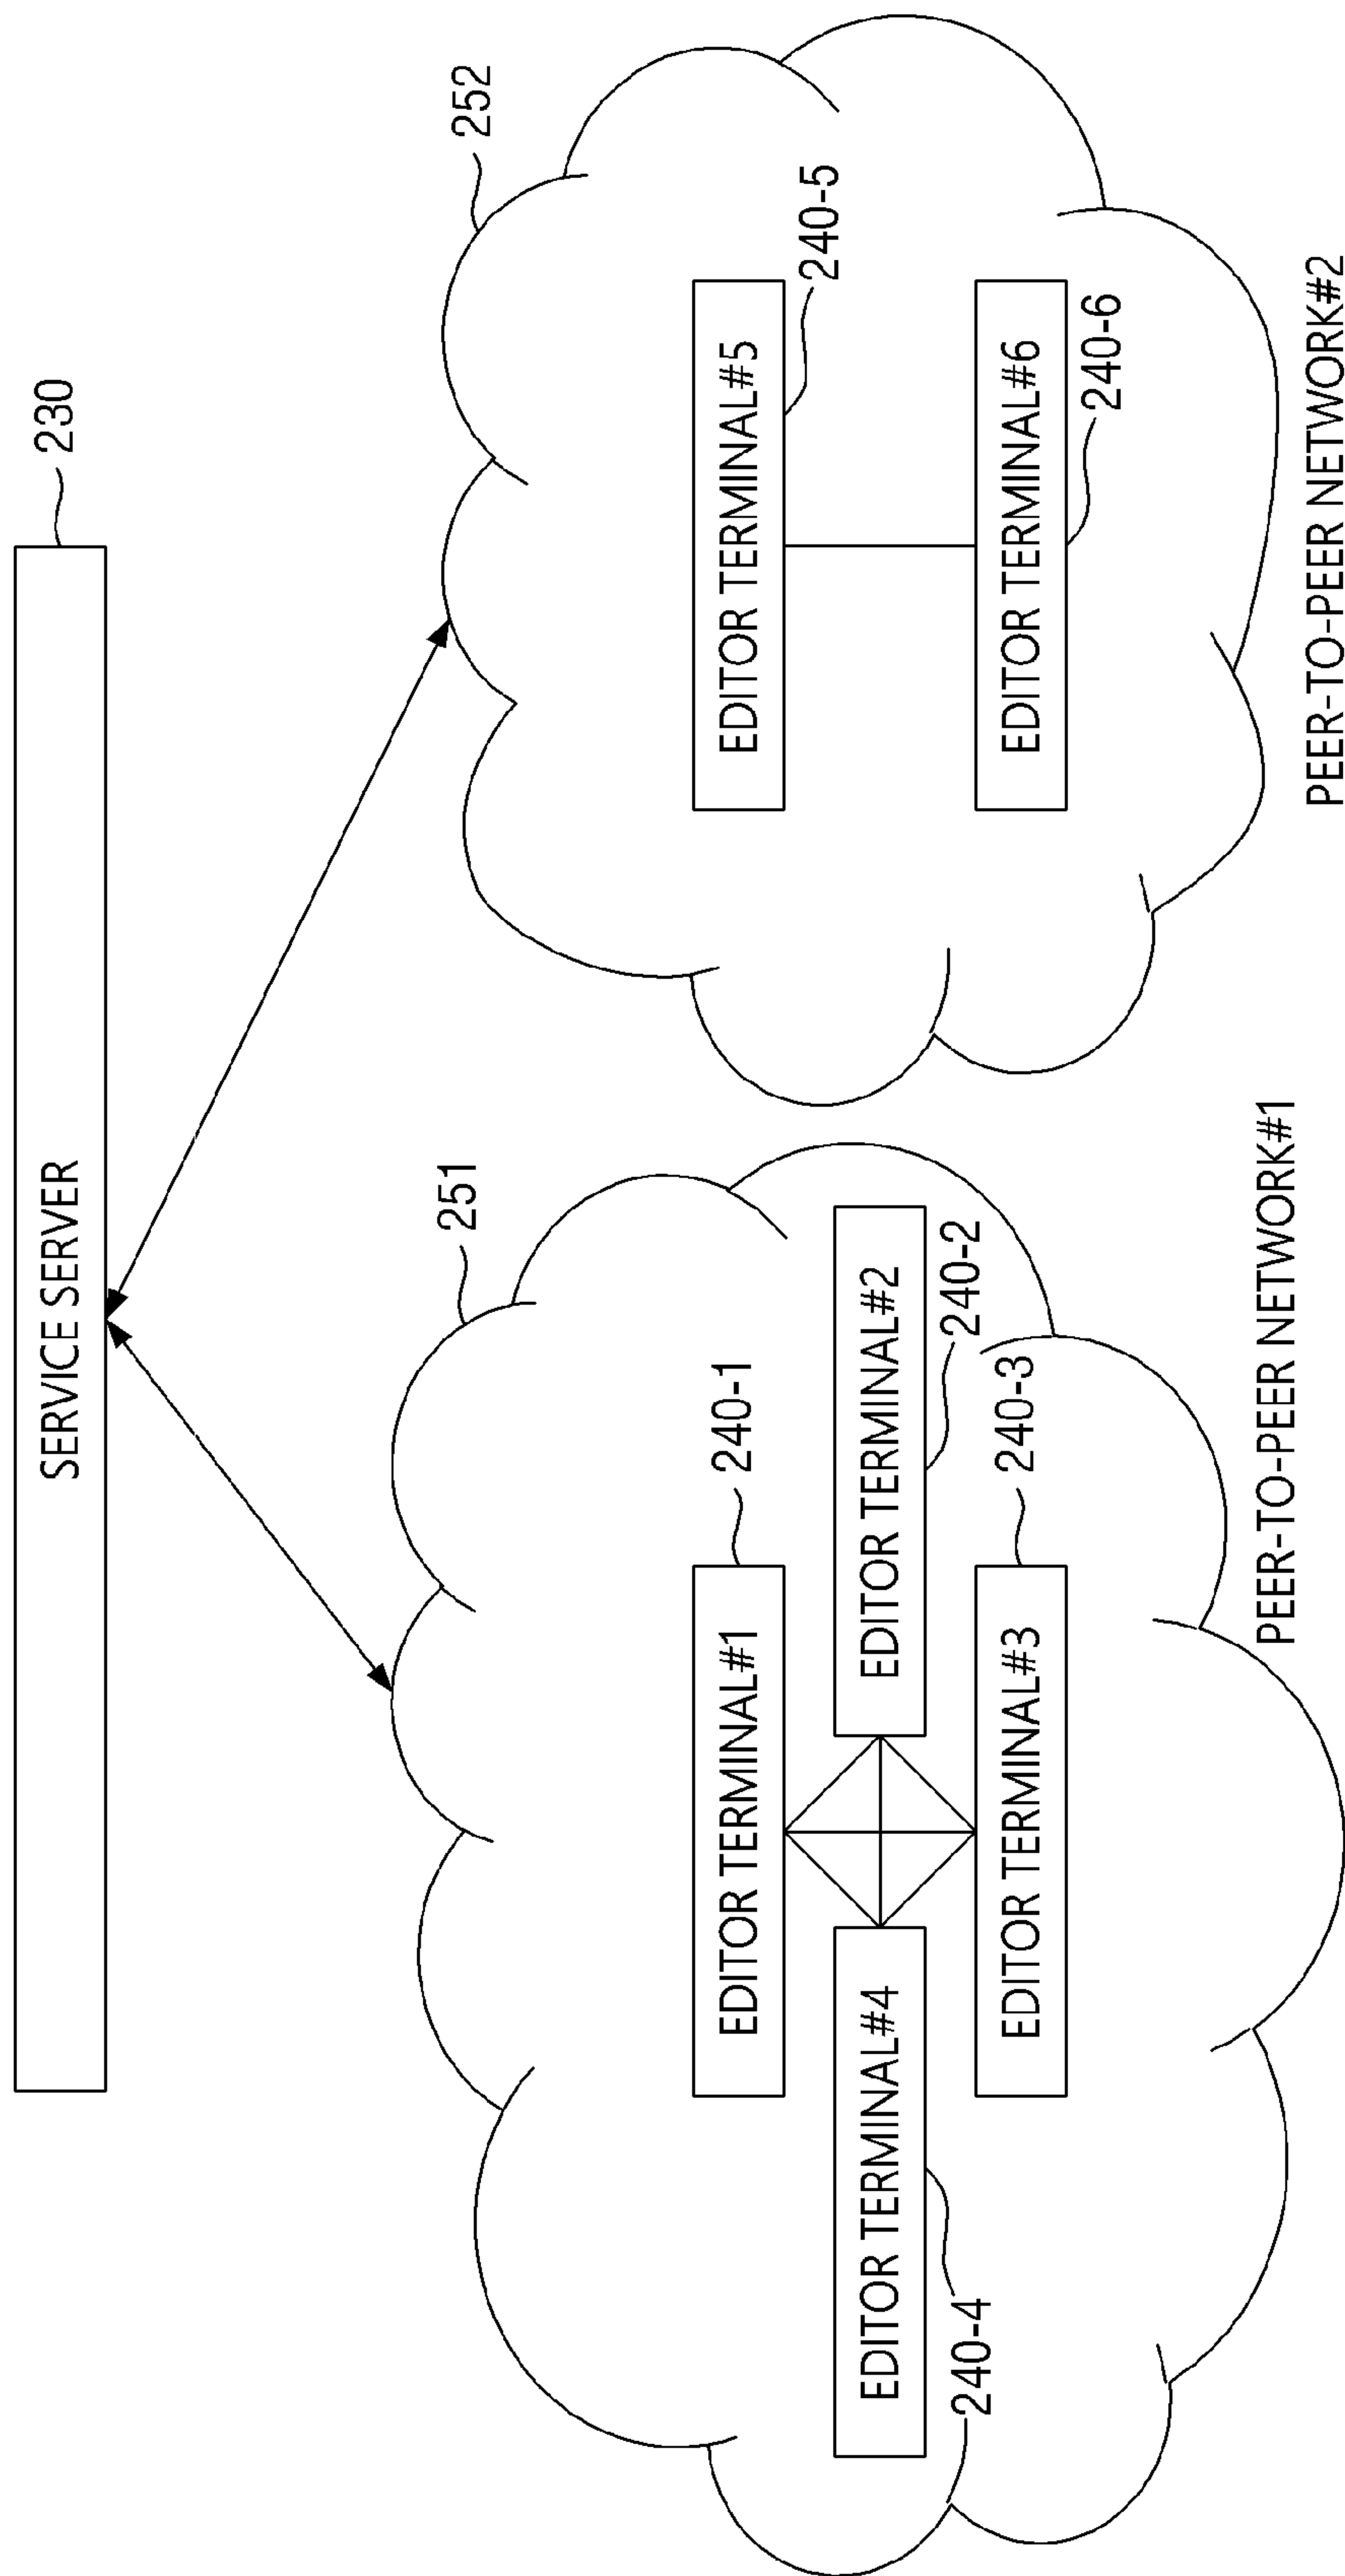 230
SERVICE SERVER
251
252
240-1
EDITOR TERMINAL#1
EDITOR TERMINAL#4
240-4
EDITOR TERMINAL#2
240-2
EDITOR TERMINAL#3
240-3
PEER-TO-PEER NETWORK#1
EDITOR TERMINAL#5
240-5
EDITOR TERMINAL#6
240-6
PEER-TO-PEER NETWORK#2